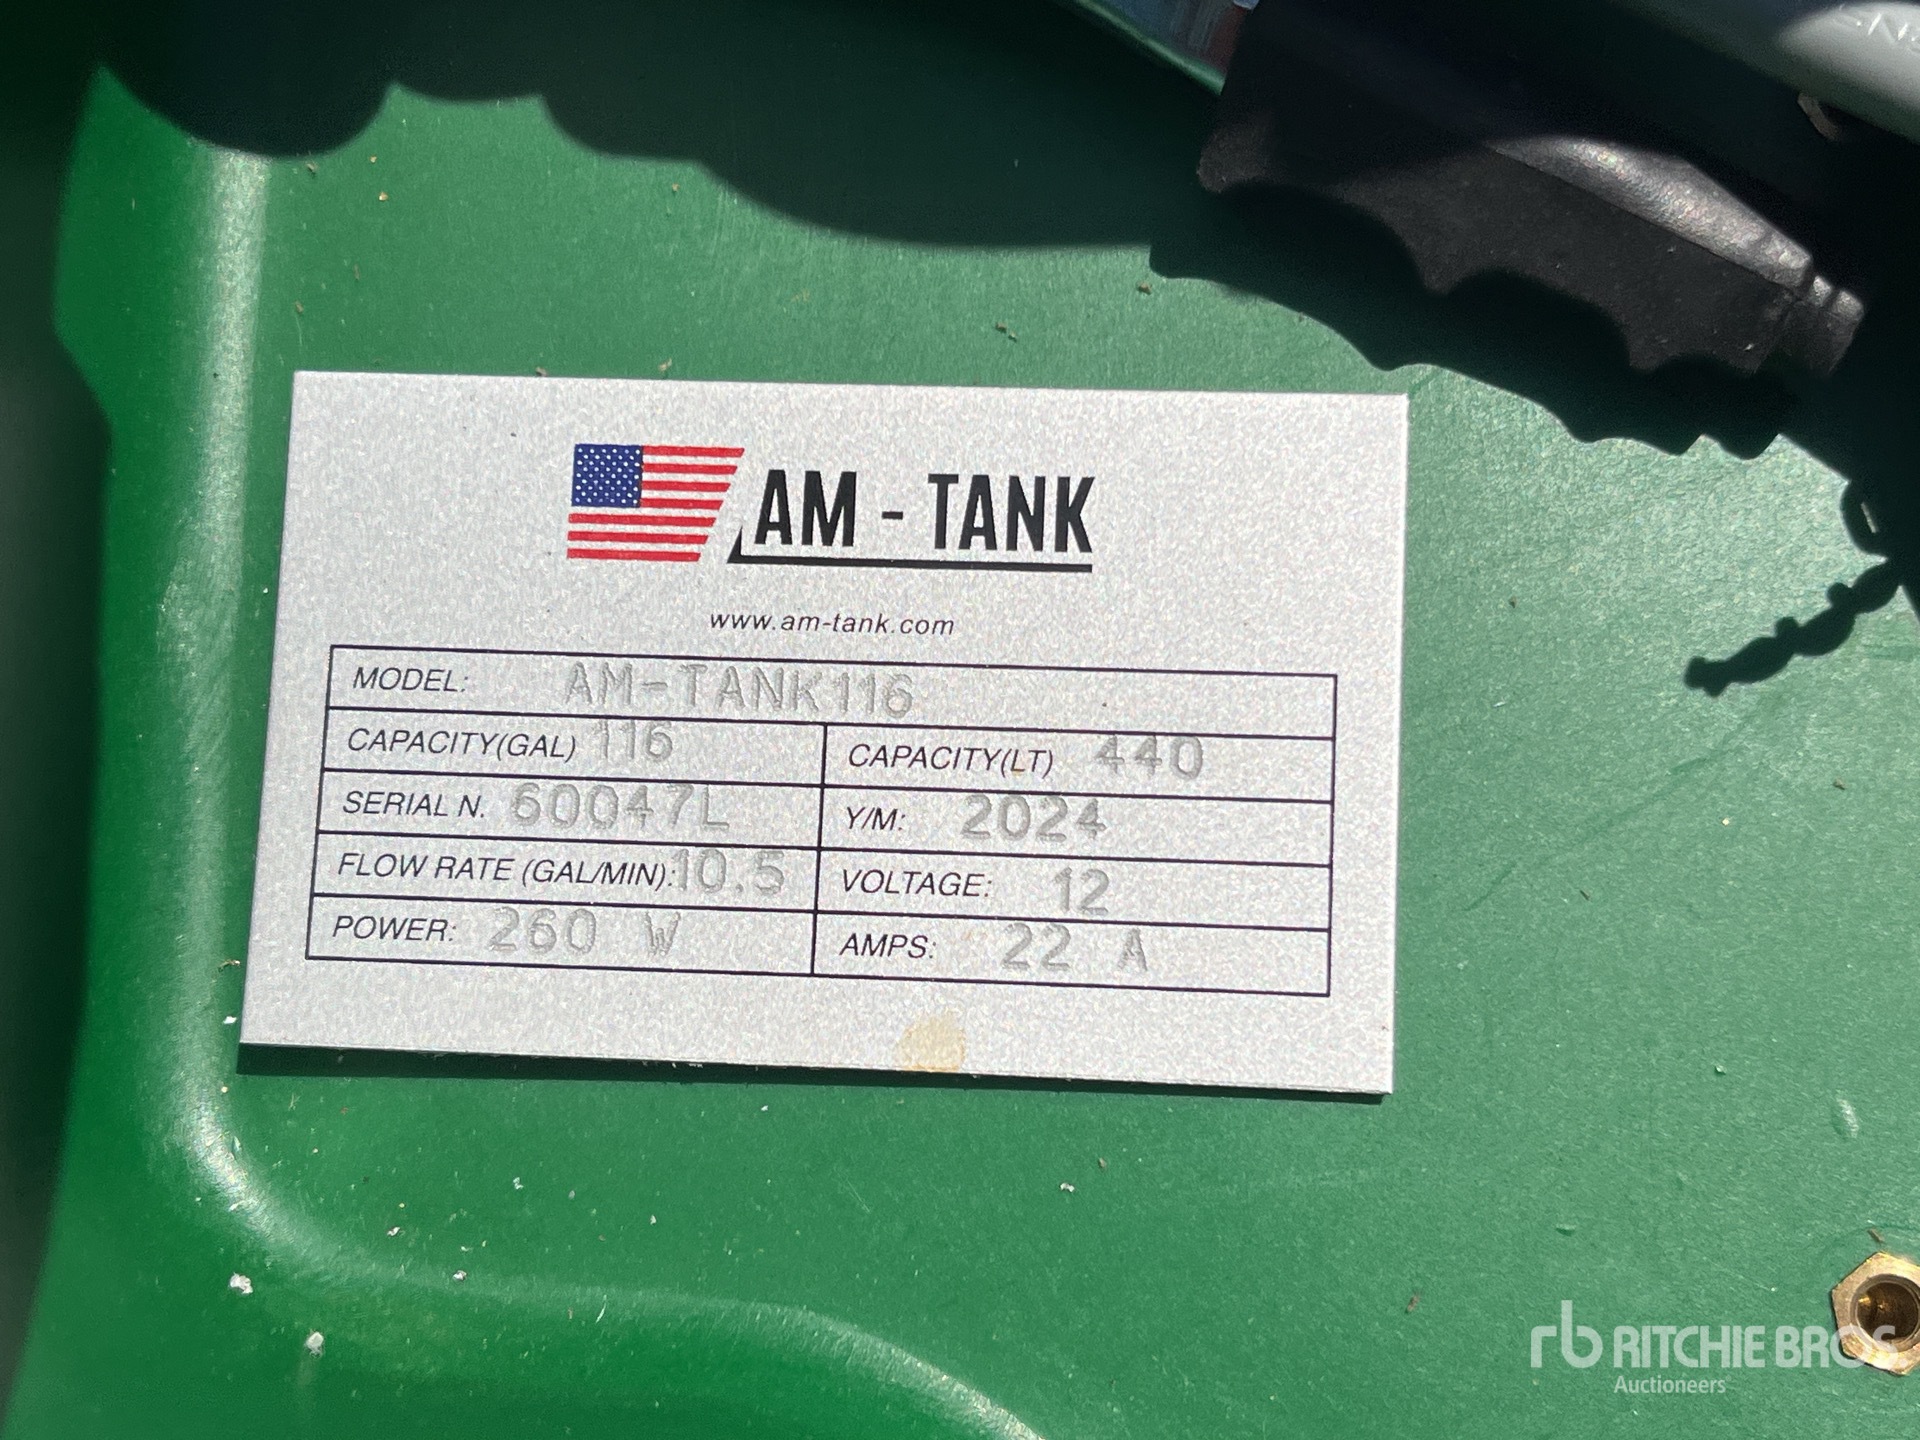 AM - TANK
www.am-tank.com
MODEL: AM-TANK116
CAPACITY(GAL) 116 CAPACITY(LT) 440
SERIAL N. 60047L Y/M: 2024
FLOW RATE (GAL/MIN): 10.5 VOLTAGE: 12
POWER: 260 W AMPS: 22 A
rb RITCHIE BROS
Auctioneers